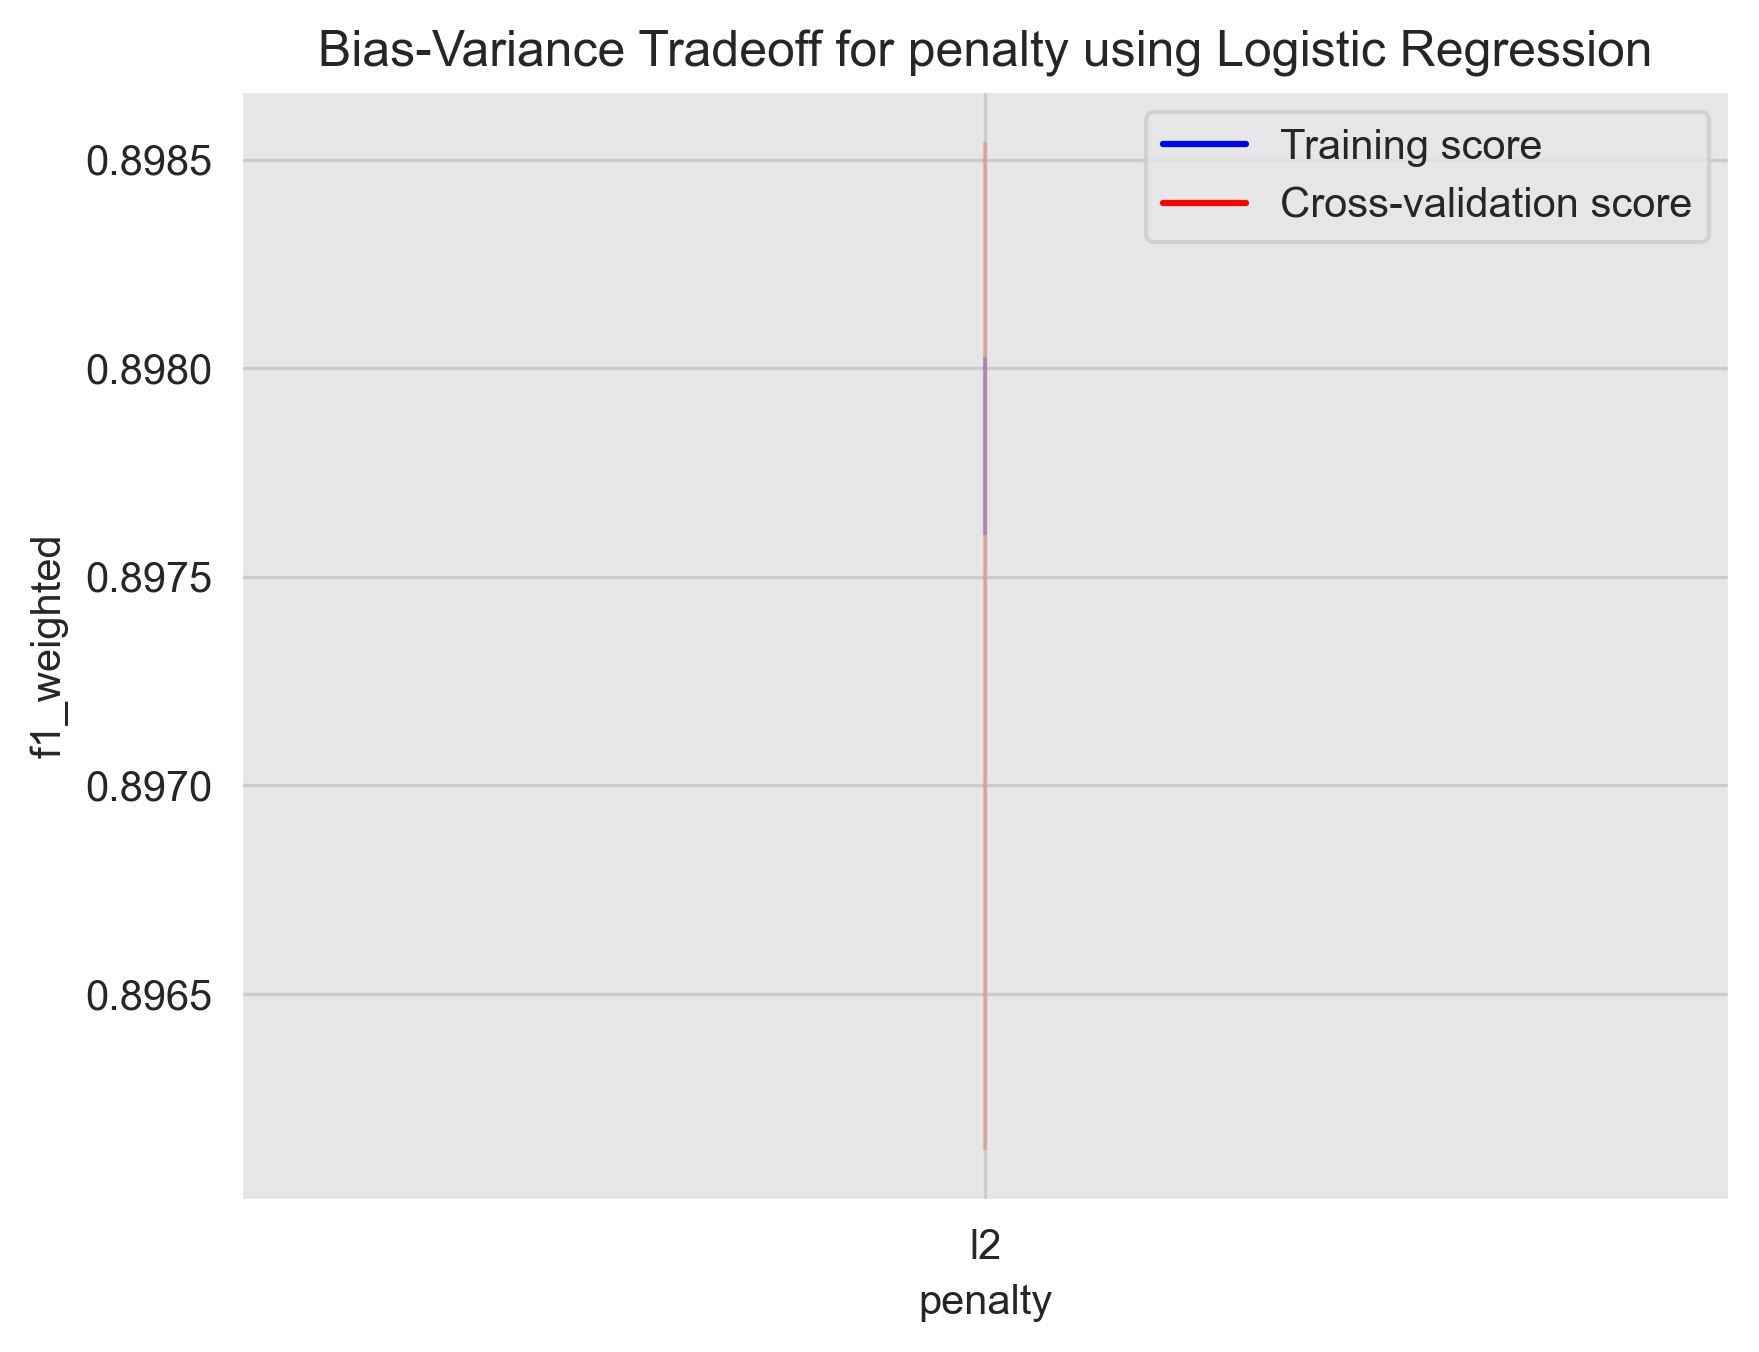 Bias-Variance Tradeoff for penalty using Logistic Regression
Training score
Cross-validation score
0.8985
0.8980
0.8975
0.8970
0.8965
f1_weighted
l2
penalty